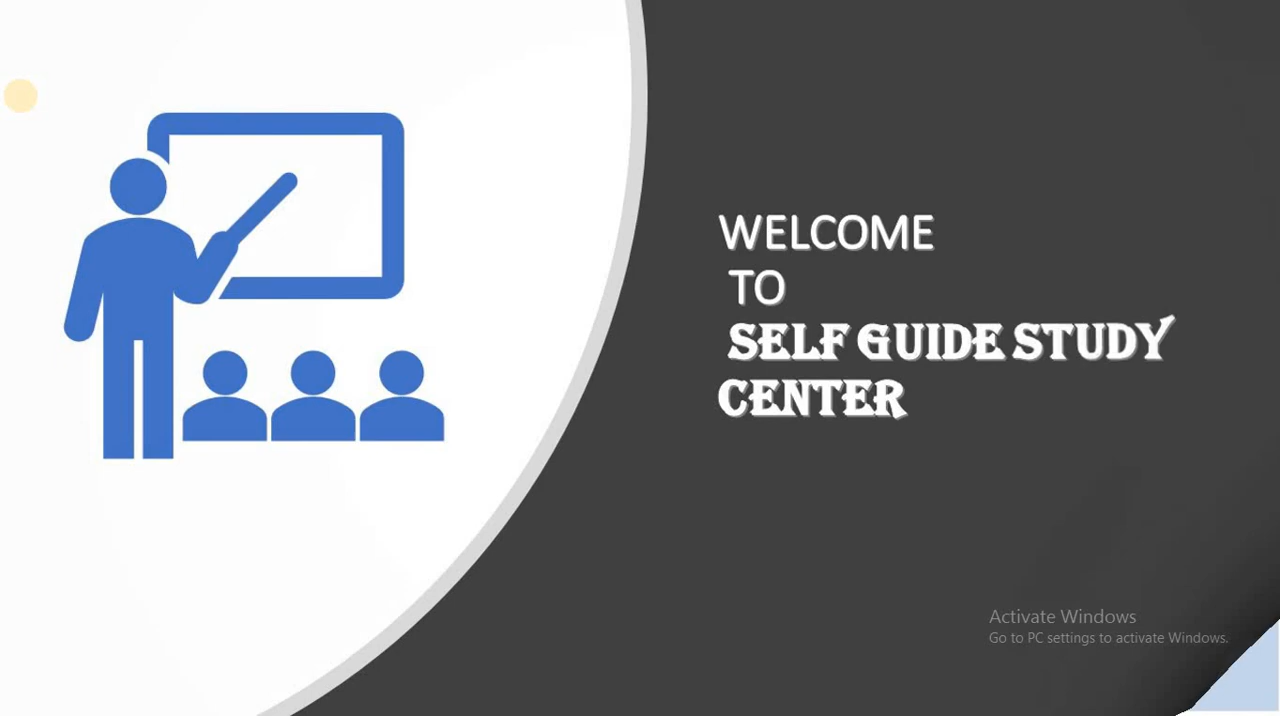 WELCOME
TO
SELF GUIDE STUDY
CENTER
Activate Windows
Go to PC settings to activate Windows.